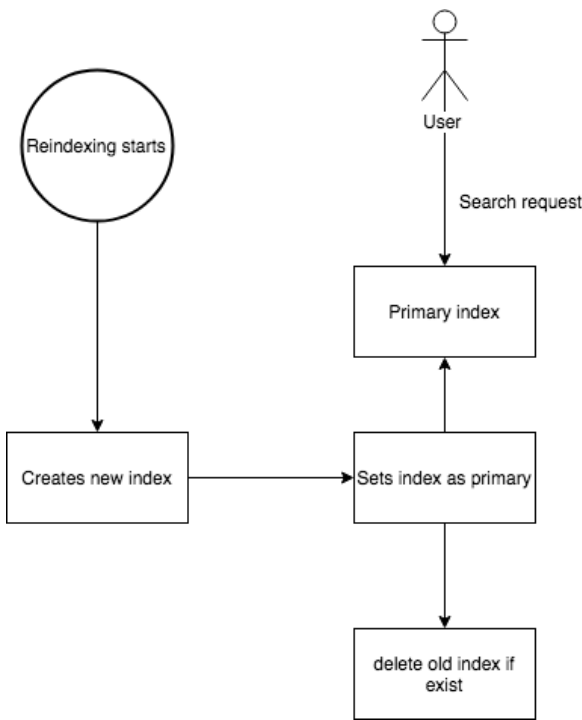 User
Reindexing starts
Search request
Primary index
Creates new index
Sets index as primary
delete old index if
exist